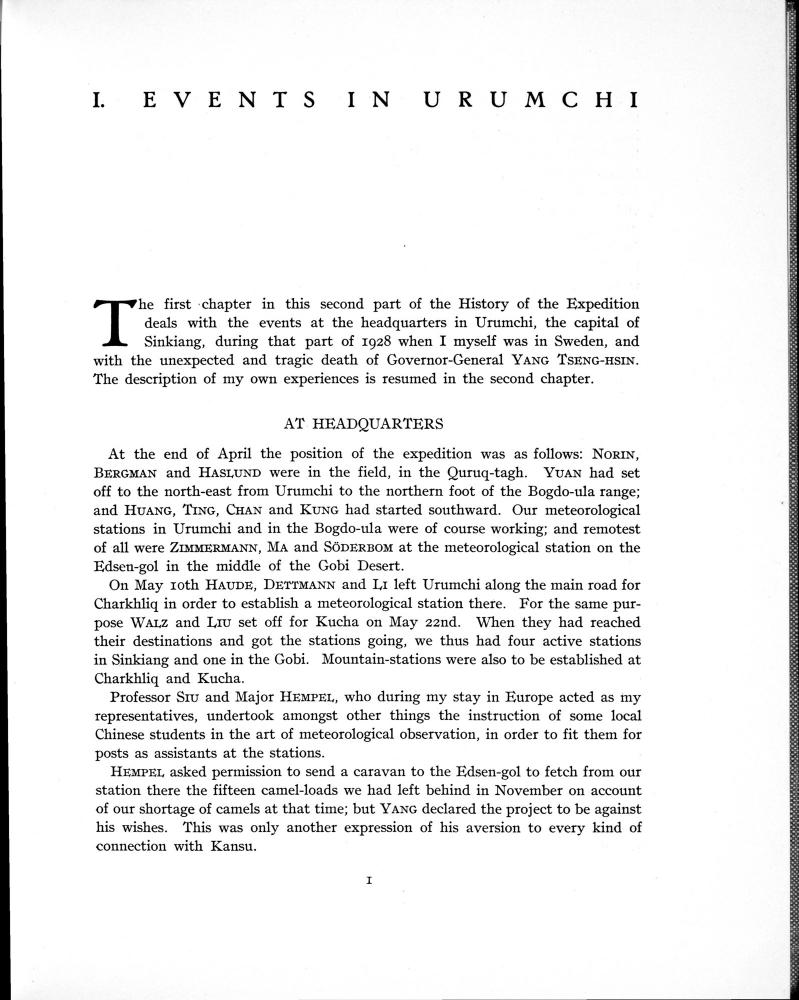 I. EVENTS IN URUMCHI
The first chapter in this second part of the History of the Expedition
deals with the events at the headquarters in Urumchi, the capital of
Sinkiang, during that part of 1928 when I myself was in Sweden, and
with the unexpected and tragic death of Governor-General YANG TSENG-HSIN.
The description of my own experiences is resumed in the second chapter.
AT HEADQUARTERS
At the end of April the position of the expedition was as follows: NORIN,
BERGMAN and HASLUND were in the field, in the Quruq-tagh. YUAN had set
off to the north-east from Urumchi to the northern foot of the Bogdo-ula range;
and HUANG, TING, CHAN and KUNG had started southward. Our meteorological
stations in Urumchi and in the Bogdo-ula were of course working; and remotest
of all were ZIMMERMANN, MA and SÖDERBOM at the meteorological station on the
Edsen-gol in the middle of the Gobi Desert.
On May 10th HAUDE, DETTMANN and LI left Urumchi along the main road for
Charkhliq in order to establish a meteorological station there. For the same pur-
pose WALZ and LIU set off for Kucha on May 22nd. When they had reached
their destinations and got the stations going, we thus had four active stations
in Sinkiang and one in the Gobi. Mountain-stations were also to be established at
Charkhliq and Kucha.
Professor SIU and Major HEMPEL, who during my stay in Europe acted as my
representatives, undertook amongst other things the instruction of some local
Chinese students in the art of meteorological observation, in order to fit them for
posts as assistants at the stations.
HEMPEL asked permission to send a caravan to the Edsen-gol to fetch from our
station there the fifteen camel-loads we had left behind in November on account
of our shortage of camels at that time; but YANG declared the project to be against
his wishes. This was only another expression of his aversion to every kind of
connection with Kansu.
1